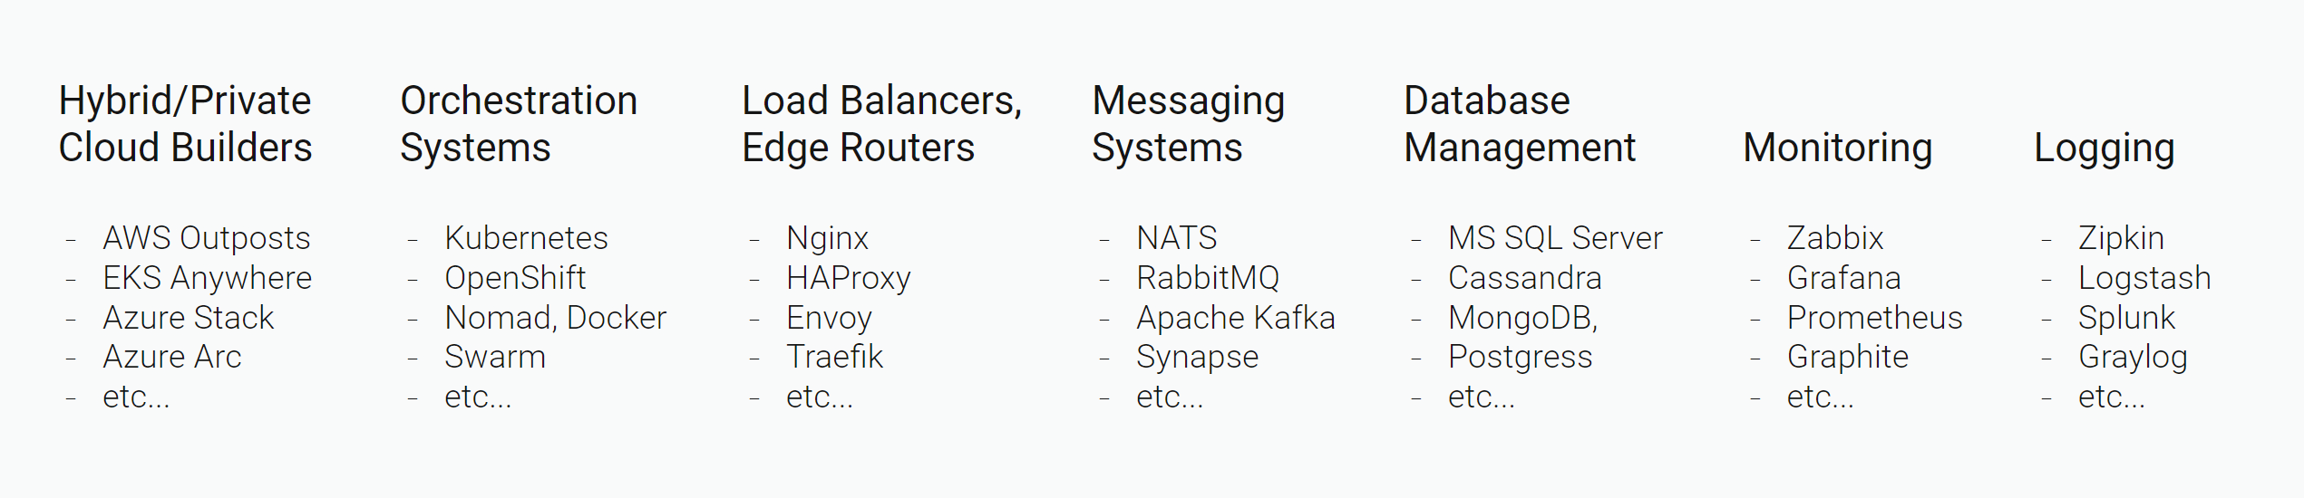 Hybrid/Private
Cloud Builders
- AWS Outposts
- EKS Anywhere
- Azure Stack
- Azure Arc
- etc...
Orchestration
Systems
- Kubernetes
- OpenShift
- Nomad, Docker
- Swarm
- etc...
Load Balancers,
Edge Routers
- Nginx
- HAProxy
- Envoy
- Traefik
- etc...
Messaging
Systems
- NATS
- RabbitMQ
- Apache Kafka
- Synapse
- etc...
Database
Management
- MS SQL Server
- Cassandra
- MongoDB,
- Postgress
- etc...
Monitoring
- Zabbix
- Grafana
- Prometheus
- Graphite
- etc...
Logging
- Zipkin
- Logstash
- Splunk
- Graylog
- etc...